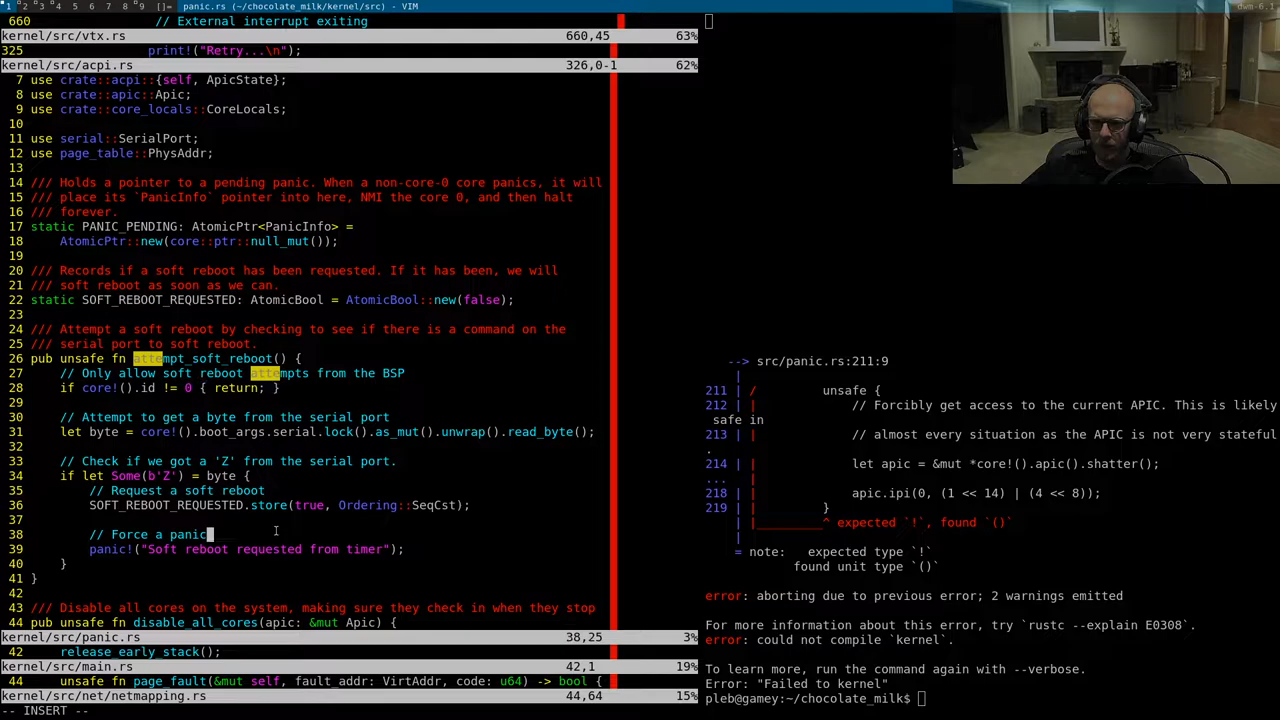 1 2 3 4 5 6 7 8 9 []= panic.rs (~/chocolate_milk/kernel/src) - VIM dwm-6.1
660                 // External interrupt exiting
kernel/src/vtx.rs 660,45 63%
325                 print!("Retry...\n");
kernel/src/acpi.rs 326,0-1 62%
7 use crate::acpi::{self, ApicState};
8 use crate::apic::Apic;
9 use crate::core_locals::CoreLocals;
10
11 use serial::SerialPort;
12 use page_table::PhysAddr;
13
14 /// Holds a pointer to a pending panic. When a non-core-0 core panics, it will
15 /// place its `PanicInfo` pointer into here, NMI the core 0, and then halt
16 /// forever.
17 static PANIC_PENDING: AtomicPtr<PanicInfo> =
18     AtomicPtr::new(core::ptr::null_mut());
19
20 /// Records if a soft reboot has been requested. If it has been, we will
21 /// soft reboot as soon as we can.
22 static SOFT_REBOOT_REQUESTED: AtomicBool = AtomicBool::new(false);
23
24 /// Attempt a soft reboot by checking to see if there is a command on the
25 /// serial port to soft reboot.
26 pub unsafe fn attempt_soft_reboot() {
27     // Only allow soft reboot attempts from the BSP
28     if core!().id != 0 { return; }
29
30     // Attempt to get a byte from the serial port
31     let byte = core!().boot_args.serial.lock().as_mut().unwrap().read_byte();
32
33     // Check if we got a 'Z' from the serial port.
34     if let Some(b'Z') = byte {
35         // Request a soft reboot
36         SOFT_REBOOT_REQUESTED.store(true, Ordering::SeqCst);
37
38         // Force a panic
39         panic!("Soft reboot requested from timer");
40     }
41 }
42
43 /// Disable all cores on the system, making sure they check in when they stop
44 pub unsafe fn disable_all_cores(apic: &mut Apic) {
kernel/src/panic.rs 38,25 3%
42     release_early_stack();
kernel/src/main.rs 42,1 19%
44     unsafe fn page_fault(&mut self, fault_addr: VirtAddr, code: u64) -> bool {
kernel/src/net/netmapping.rs 44,64 15%
-- INSERT --
--> src/panic.rs:211:9
|
211 | /         unsafe {
212 | |             // Forcibly get access to the current APIC. This is likely
safe in
213 | |             // almost every situation as the APIC is not very stateful
.
214 | |             let apic = &mut *core!().apic().shatter();
... |
218 | |             apic.ipi(0, (1 << 14) | (4 << 8));
219 | |         }
| |_________^ expected `!`, found `()`
|
= note: expected type `!`
found unit type `()`
error: aborting due to previous error; 2 warnings emitted
For more information about this error, try `rustc --explain E0308`.
error: could not compile `kernel`.
To learn more, run the command again with --verbose.
Error: "Failed to kernel"
pleb@gamey:~/chocolate_milk$